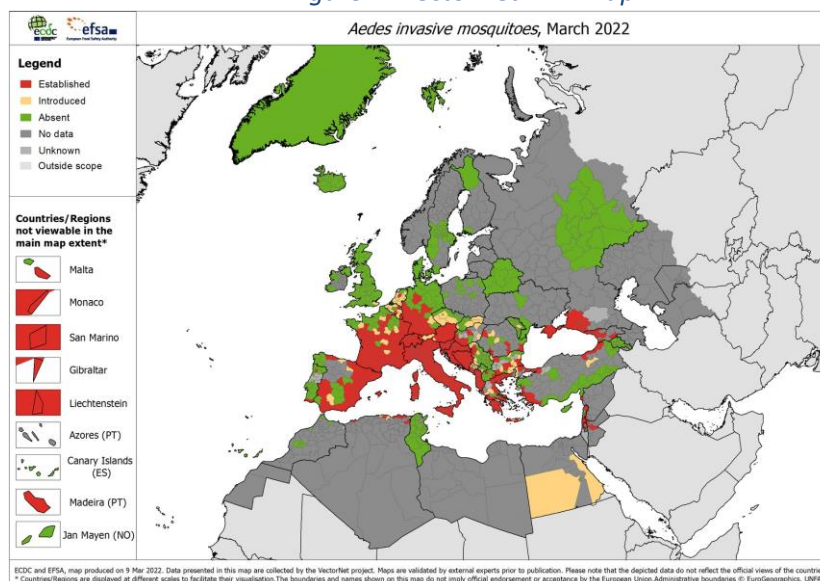 ecdc
efsa
European Food Safety Authority
Aedes invasive mosquitoes, March 2022
Legend
Established
Introduced
Absent
No data
Unknown
Outside scope
Countries/Regions
not viewable in the
main map extent*
Malta
Monaco
San Marino
Gibraltar
Liechtenstein
Azores (PT)
Canary Islands
(ES)
Madeira (PT)
Jan Mayen (NO)
ECDC and EFSA, map produced on 9 Mar 2022. Data presented in this map are collected by the VectorNet project. Maps are validated by external experts prior to publication. Please note that the depicted data do not reflect the official views of the countrie
* Countries/Regions are displayed at different scales to facilitate their visualisation. The boundaries and names shown on this map do not imply official endorsement or acceptance by the European Union. Administrative boundaries © EuroGeographics, UNFA